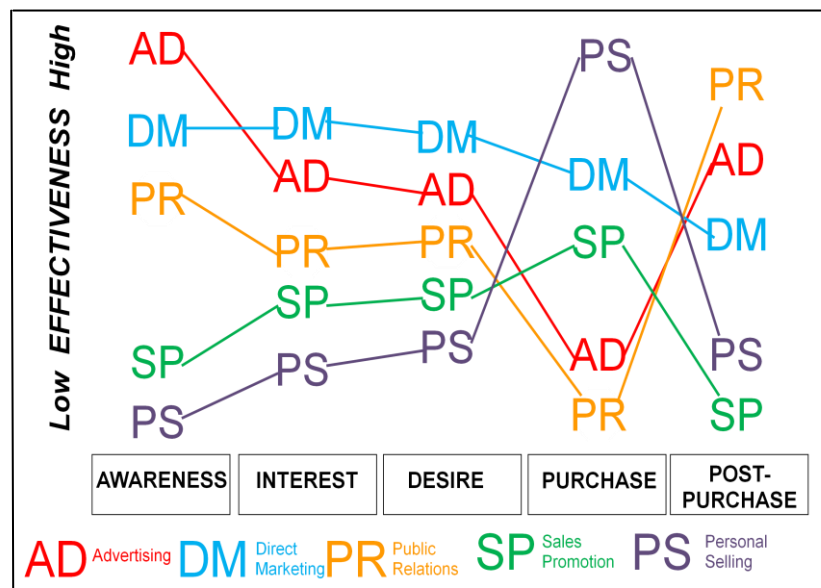 Low EFFECTIVENESS High
AD
PS
PR
DM
DM
DM
AD
AD
AD
DM
PR
PR
PR
SP
DM
SP
SP
SP
PS
PS
AD
PS
PS
PR
SP
AWARENESS
INTEREST
DESIRE
PURCHASE
POST-
PURCHASE
AD Advertising
DM Direct
Marketing
PR Public
Relations
SP Sales
Promotion
PS Personal
Selling